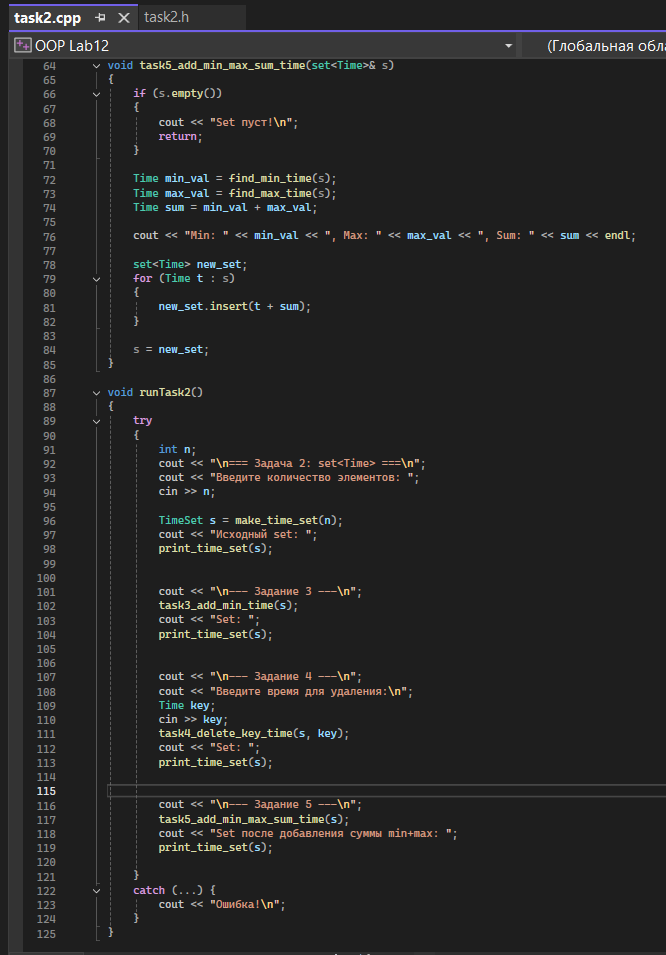 task2.cpp task2.h
OOP Lab12 (Глобальная обла
64 void task5_add_min_max_sum_time(set<Time>& s)
65 {
66 if (s.empty())
67 {
68 cout << "Set пуст!\n";
69 return;
70 }
71
72 Time min_val = find_min_time(s);
73 Time max_val = find_max_time(s);
74 Time sum = min_val + max_val;
75
76 cout << "Min: " << min_val << ", Max: " << max_val << ", Sum: " << sum << endl;
77
78 set<Time> new_set;
79 for (Time t : s)
80 {
81 new_set.insert(t + sum);
82 }
83
84 s = new_set;
85 }
86
87 void runTask2()
88 {
89 try
90 {
91 int n;
92 cout << "\n=== Задача 2: set<Time> ===\n";
93 cout << "Введите количество элементов: ";
94 cin >> n;
95
96 TimeSet s = make_time_set(n);
97 cout << "Исходный set: ";
98 print_time_set(s);
99
100
101 cout << "\n--- Задание 3 ---\n";
102 task3_add_min_time(s);
103 cout << "Set: ";
104 print_time_set(s);
105
106
107 cout << "\n--- Задание 4 ---\n";
108 cout << "Введите время для удаления:\n";
109 Time key;
110 cin >> key;
111 task4_delete_key_time(s, key);
112 cout << "Set: ";
113 print_time_set(s);
114
115
116 cout << "\n--- Задание 5 ---\n";
117 task5_add_min_max_sum_time(s);
118 cout << "Set после добавления суммы min+max: ";
119 print_time_set(s);
120
121 }
122 catch (...) {
123 cout << "Ошибка!\n";
124 }
125 }